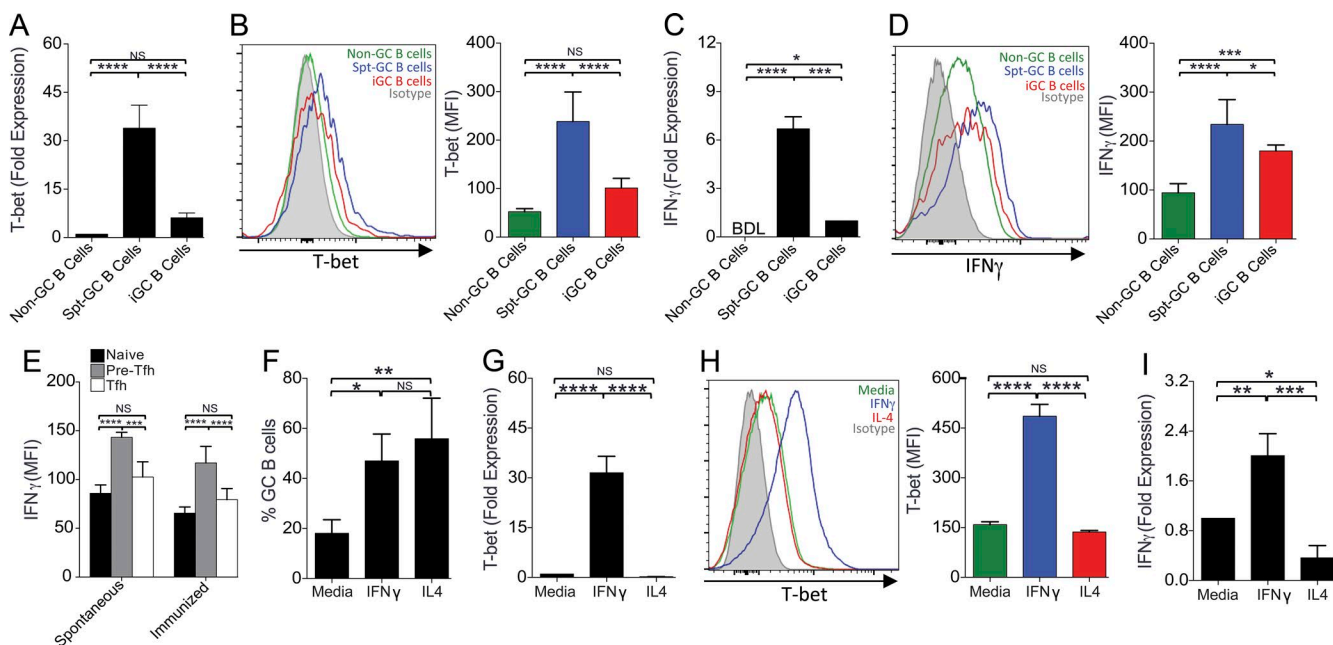 A
T-bet (Fold Expression)
60
45
30
15
0
NS
**** ****
Non-GC B Cells
Spt-GC B Cells
iGC B Cells
B
Non-GC B cells
Spt-GC B cells
iGC B cells
Isotype
T-bet
T-bet (MFI)
400
300
200
100
0
NS
**** ****
Non-GC B Cells
Spt-GC B Cells
iGC B Cells
C
IFNγ (Fold Expression)
12
9
6
3
0
*
**** ***
BDL
Non-GC B Cells
Spt-GC B Cells
iGC B Cells
D
Non-GC B cells
Spt-GC B cells
iGC B cells
Isotype
IFNγ
IFNγ (MFI)
400
300
200
100
0
***
**** *
Non-GC B Cells
Spt-GC B Cells
iGC B Cells
E
Naive
Pre-Tfh
Tfh
IFNγ (MFI)
200
150
100
50
0
NS
**** ***
NS
**** ****
Spontaneous
Immunized
F
% GC B cells
80
60
40
20
0
**
* NS
Media IFNγ IL4
G
T-bet (Fold Expression)
60
45
30
15
0
NS
**** ****
Media IFNγ IL4
H
Media
IFNγ
IL-4
Isotype
T-bet
T-bet (MFI)
600
450
300
150
0
NS
**** ****
Media IFNγ IL4
I
IFNγ (Fold Expression)
3.2
2.4
1.6
0.8
0.0
*
** ***
Media IFNγ IL4